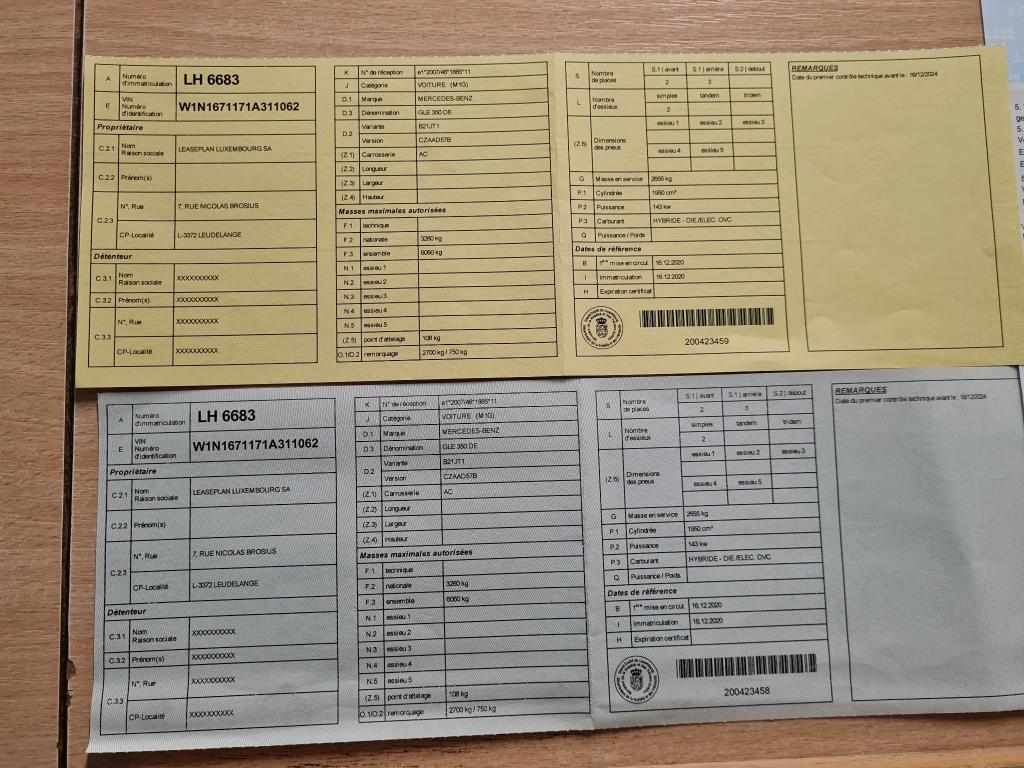 A Numéro d'immatriculation LH 6683
E VIN Numéro d'identification W1N1671171A311062
Propriétaire
C.2.1 Nom Raison sociale LEASEPLAN LUXEMBOURG SA
C.2.2 Prénom(s)
C.2.3 N°, Rue 7, RUE NICOLAS BROSIUS
CP-Localité L-3372 LEUDELANGE
Détenteur
C.3.1 Nom Raison sociale XXXXXXXXXX
C.3.2 Prénom(s) XXXXXXXXXX
C.3.3 N°, Rue XXXXXXXXXX
CP-Localité XXXXXXXXXX
K N° de réception e1*2007/46*1885*11
J Catégorie VOITURE (M1G)
D.1 Marque MERCEDES-BENZ
D.3 Dénomination GLE 350 DE
D.2 Variante B21JT1
Version CZAAD57B
(Z.1) Carrosserie AC
(Z.2) Longueur
(Z.3) Largeur
(Z.4) Hauteur
Masses maximales autorisées
F.1 technique
F.2 nationale 3260 kg
F.3 ensemble 6060 kg
N.1 essieu 1
N.2 essieu 2
N.3 essieu 3
N.4 essieu 4
N.5 essieu 5
(Z.5) point d'attelage 108 kg
O.1/O.2 remorquage 2700 kg / 750 kg
S Nombre de places S.1 | avant S.1 | arrière S.2 | debout
2 3
L Nombre d'essieux simples tandem tridem
2
(Z.6) Dimensions des pneus essieu 1 essieu 2 essieu 3
essieu 4 essieu 5
G Masse en service 2655 kg
P.1 Cylindrée 1950 cm³
P.2 Puissance 143 kw
P.3 Carburant HYBRIDE - DIE./ELEC. OVC
Q Puissance / Poids
Dates de référence
B 1ère mise en circul 16.12.2020
I Immatriculation 16.12.2020
H Expiration certificat
200423459
REMARQUES
Date du premier contrôle technique avant le : 16/12/2024
A Numéro d'immatriculation LH 6683
E VIN Numéro d'identification W1N1671171A311062
Propriétaire
C.2.1 Nom Raison sociale LEASEPLAN LUXEMBOURG SA
C.2.2 Prénom(s)
C.2.3 N°, Rue 7, RUE NICOLAS BROSIUS
CP-Localité L-3372 LEUDELANGE
Détenteur
C.3.1 Nom Raison sociale XXXXXXXXXX
C.3.2 Prénom(s) XXXXXXXXXX
C.3.3 N°, Rue XXXXXXXXXX
CP-Localité XXXXXXXXXX
K N° de réception e1*2007/46*1885*11
J Catégorie VOITURE (M1G)
D.1 Marque MERCEDES-BENZ
D.3 Dénomination GLE 350 DE
D.2 Variante B21JT1
Version CZAAD57B
(Z.1) Carrosserie AC
(Z.2) Longueur
(Z.3) Largeur
(Z.4) Hauteur
Masses maximales autorisées
F.1 technique
F.2 nationale 3260 kg
F.3 ensemble 6060 kg
N.1 essieu 1
N.2 essieu 2
N.3 essieu 3
N.4 essieu 4
N.5 essieu 5
(Z.5) point d'attelage 108 kg
O.1/O.2 remorquage 2700 kg / 750 kg
S Nombre de places S.1 | avant S.1 | arrière S.2 | debout
2 3
L Nombre d'essieux simples tandem tridem
2
(Z.6) Dimensions des pneus essieu 1 essieu 2 essieu 3
essieu 4 essieu 5
G Masse en service 2655 kg
P.1 Cylindrée 1950 cm³
P.2 Puissance 143 kw
P.3 Carburant HYBRIDE - DIE./ELEC. OVC
Q Puissance / Poids
Dates de référence
B 1ère mise en circul 16.12.2020
I Immatriculation 16.12.2020
H Expiration certificat
200423458
REMARQUES
Date du premier contrôle technique avant le : 16/12/2024